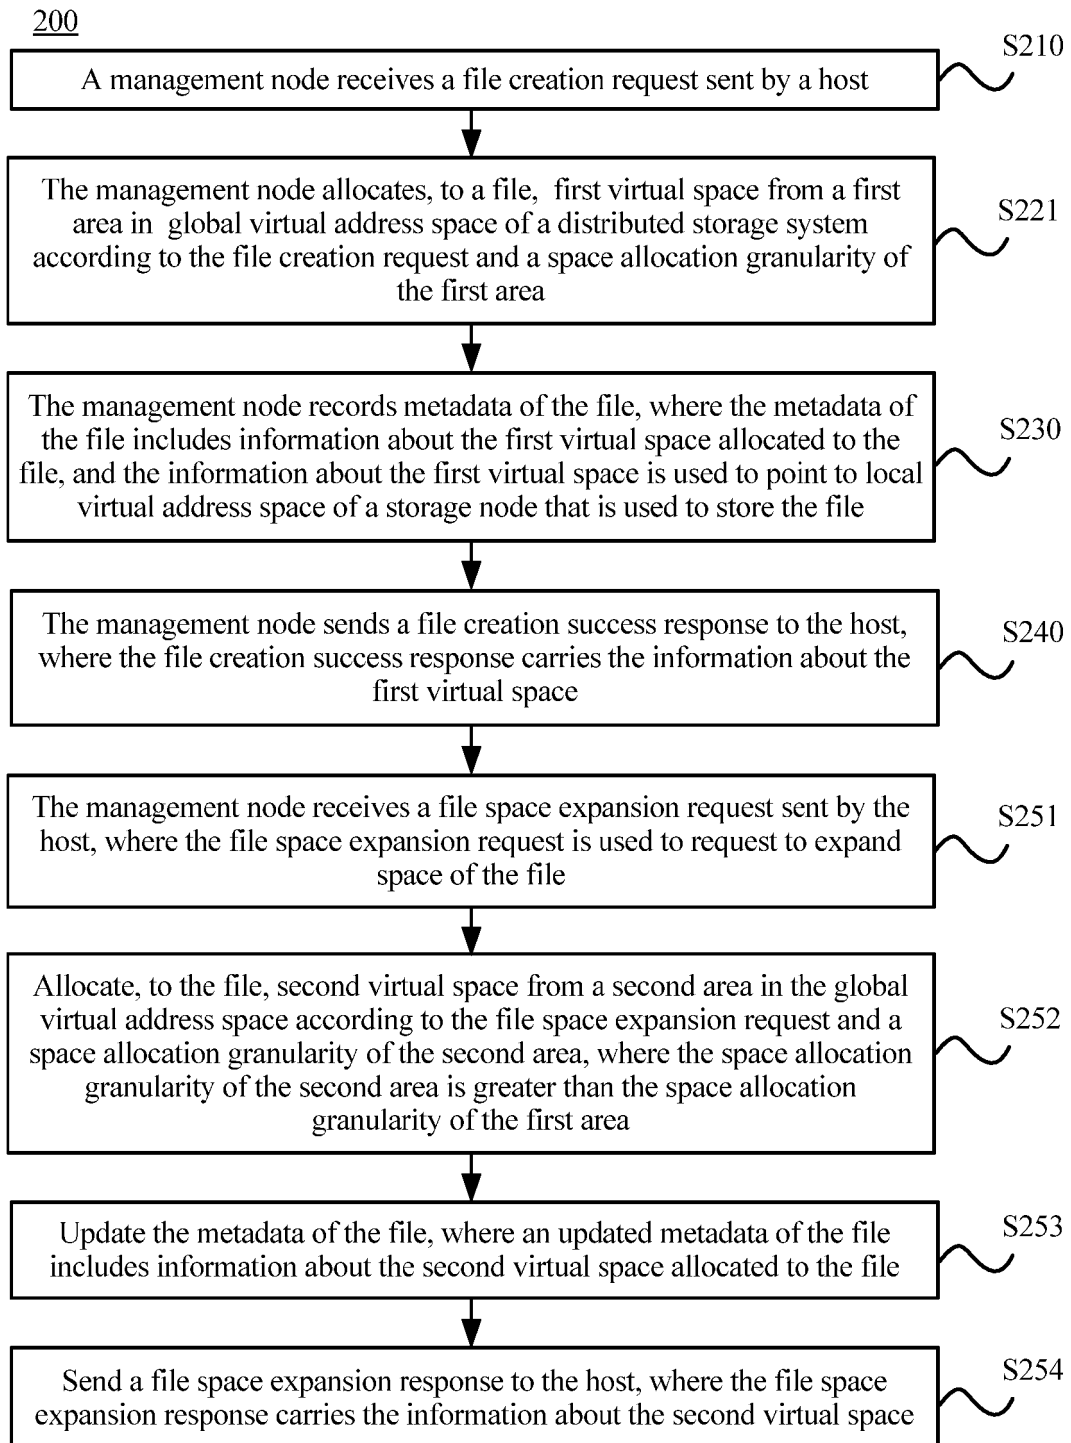 200
S210
A management node receives a file creation request sent by a host
S221
The management node allocates, to a file, first virtual space from a first
area in global virtual address space of a distributed storage system
according to the file creation request and a space allocation granularity of
the first area
S230
The management node records metadata of the file, where the metadata of
the file includes information about the first virtual space allocated to the
file, and the information about the first virtual space is used to point to local
virtual address space of a storage node that is used to store the file
S240
The management node sends a file creation success response to the host,
where the file creation success response carries the information about the
first virtual space
S251
The management node receives a file space expansion request sent by the
host, where the file space expansion request is used to request to expand
space of the file
S252
Allocate, to the file, second virtual space from a second area in the global
virtual address space according to the file space expansion request and a
space allocation granularity of the second area, where the space allocation
granularity of the second area is greater than the space allocation
granularity of the first area
S253
Update the metadata of the file, where an updated metadata of the file
includes information about the second virtual space allocated to the file
S254
Send a file space expansion response to the host, where the file space
expansion response carries the information about the second virtual space